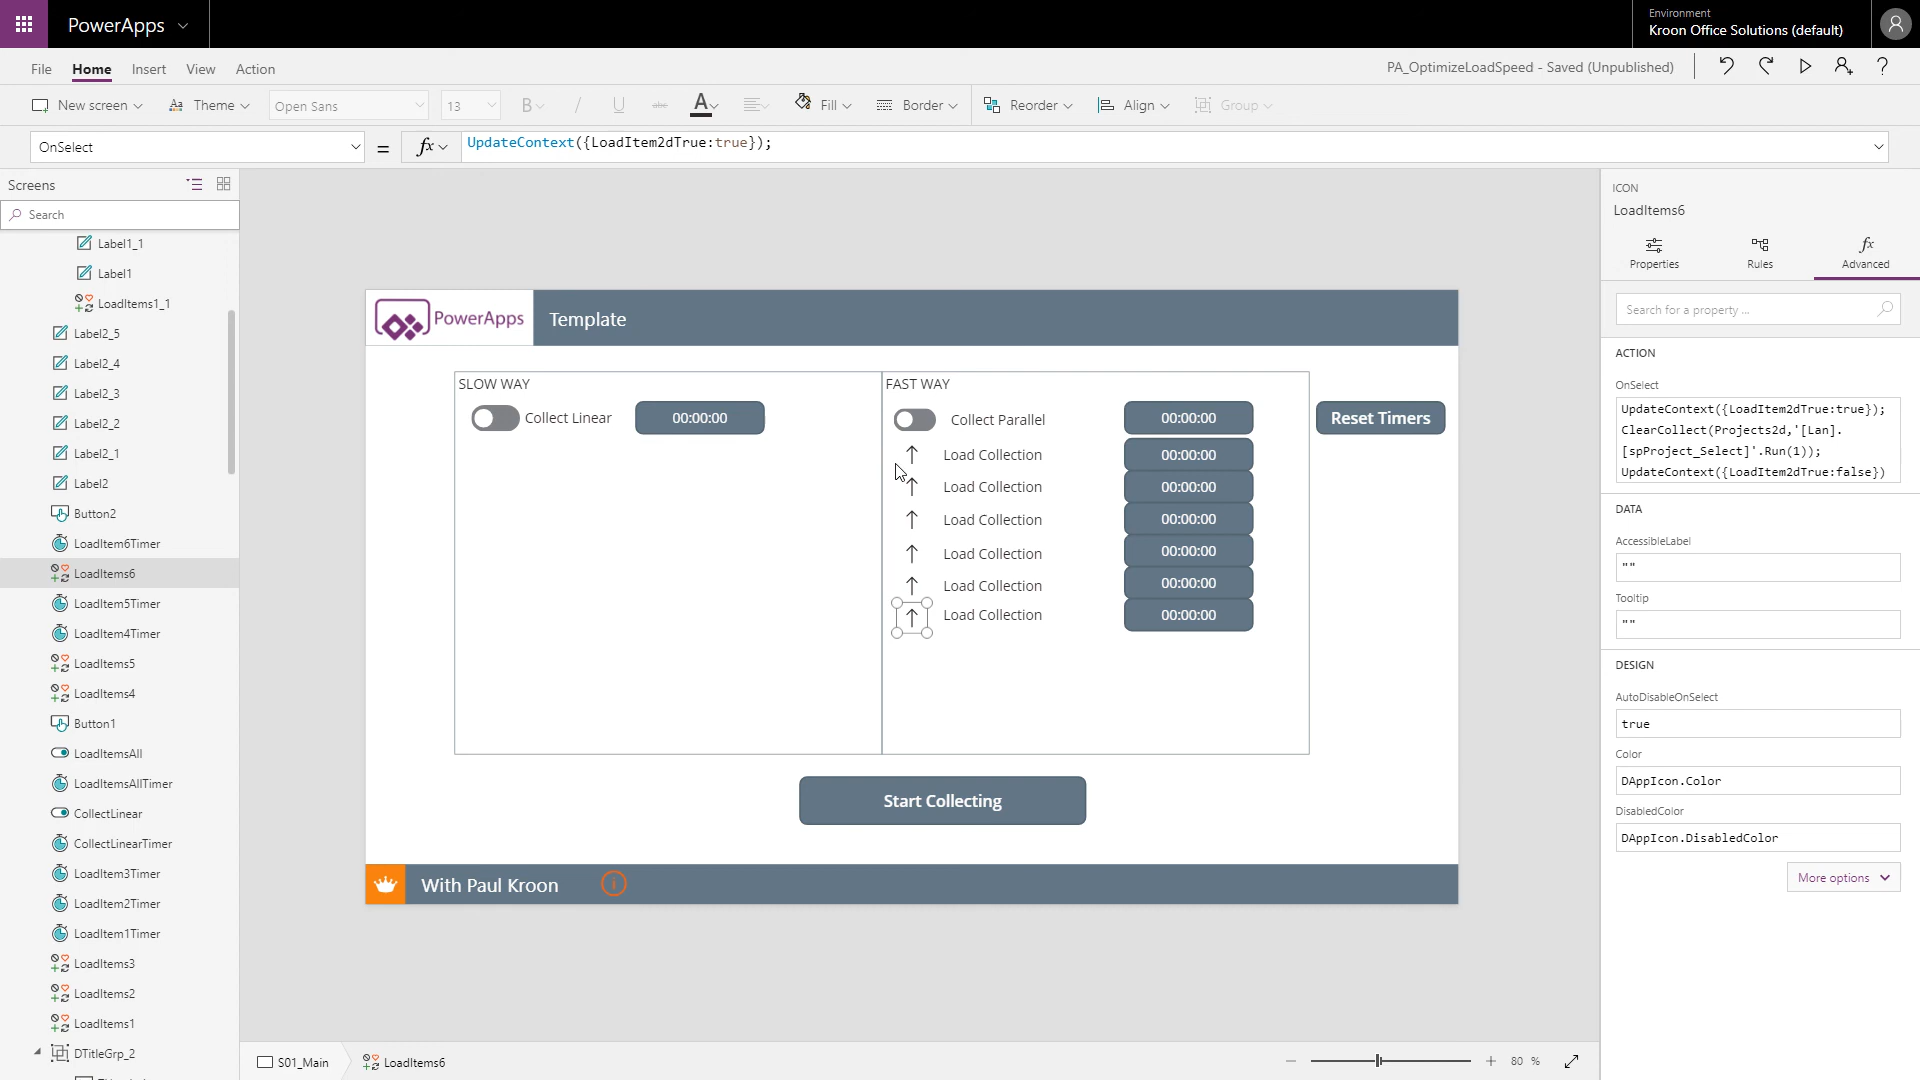 PowerApps
Environment
Kroon Office Solutions (default)
File
Home
Insert
View
Action
PA_OptimizeLoadSpeed - Saved (Unpublished)
New screen
Theme
Open Sans
13
B
/
U
abc
A
Fill
Border
Reorder
Align
Group
OnSelect
=
fx
UpdateContext({LoadItem2dTrue:true});
Screens
Search
Label1_1
Label1
LoadItems1_1
Label2_5
Label2_4
Label2_3
Label2_2
Label2_1
Label2
Button2
LoadItem6Timer
LoadItems6
LoadItem5Timer
LoadItem4Timer
LoadItems5
LoadItems4
Button1
LoadItemsAll
LoadItemsAllTimer
CollectLinear
CollectLinearTimer
LoadItem3Timer
LoadItem2Timer
LoadItem1Timer
LoadItems3
LoadItems2
LoadItems1
DTitleGrp_2
PowerApps
Template
SLOW WAY
Collect Linear
00:00:00
FAST WAY
Collect Parallel
00:00:00
Reset Timers
Load Collection
00:00:00
Load Collection
00:00:00
Load Collection
00:00:00
Load Collection
00:00:00
Load Collection
00:00:00
Load Collection
00:00:00
Start Collecting
With Paul Kroon
i
S01_Main
LoadItems6
80 %
ICON
LoadItems6
Properties
Rules
fx
Advanced
Search for a property ...
ACTION
OnSelect
UpdateContext({LoadItem2dTrue:true});
ClearCollect(Projects2d,'[Lan].
[spProject_Select]'.Run(1));
UpdateContext({LoadItem2dTrue:false})
DATA
AccessibleLabel
""
Tooltip
""
DESIGN
AutoDisableOnSelect
true
Color
DAppIcon.Color
DisabledColor
DAppIcon.DisabledColor
More options